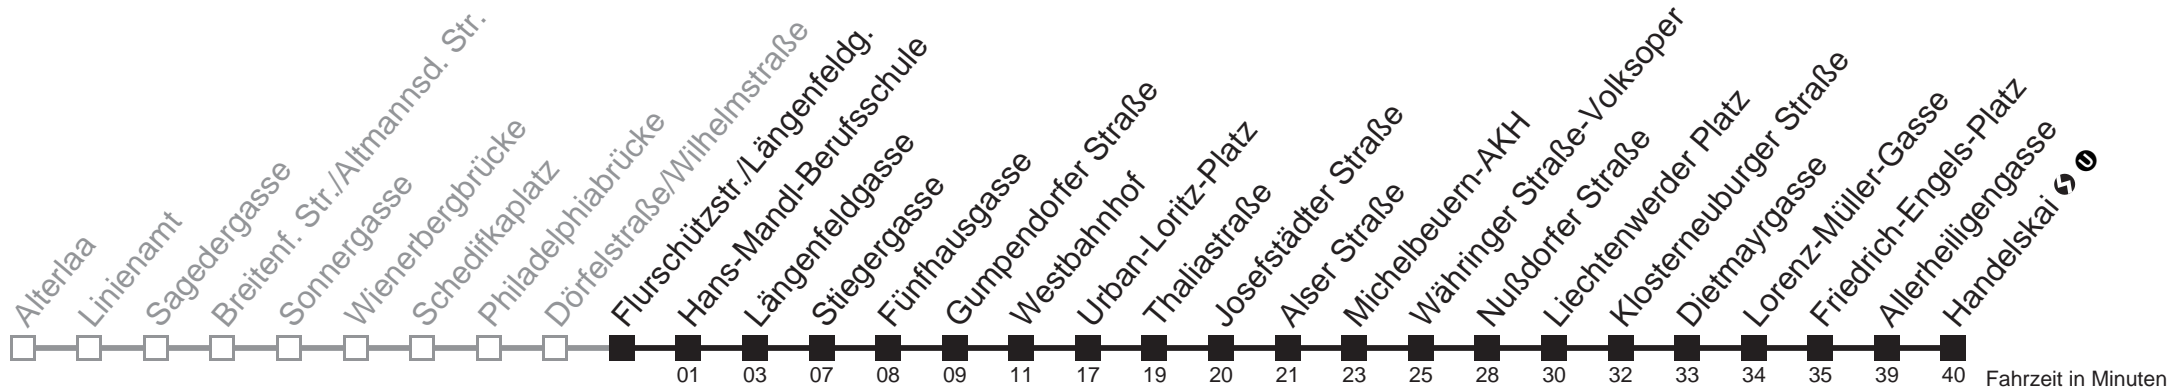 Alterlaa
Linienamt
Sagedergasse
Breitenf. Str./Altmannsd. Str.
Sonnergasse
Wienerbergbrücke
Schedifkaplatz
Philadelphiabrücke
Dörfelstraße/Wilhelmstraße
Flurschützstr./Längenfeldg.
Hans-Mandl-Berufsschule
Längenfeldgasse
Stiegergasse
Fünfhausgasse
Gumpendorfer Straße
Westbahnhof
Urban-Loritz-Platz
Thaliastraße
Josefstädter Straße
Alser Straße
Michelbeuern-AKH
Währinger Straße-Volksoper
Nußdorfer Straße
Liechtenwerder Platz
Klosterneuburger Straße
Dietmayrgasse
Lorenz-Müller-Gasse
Friedrich-Engels-Platz
Allerheiligengasse
Handelskai S U
01 03 07 08 09 11 17 19 20 21 23 25 28 30 32 33 34 35 39 40 Fahrzeit in Minuten